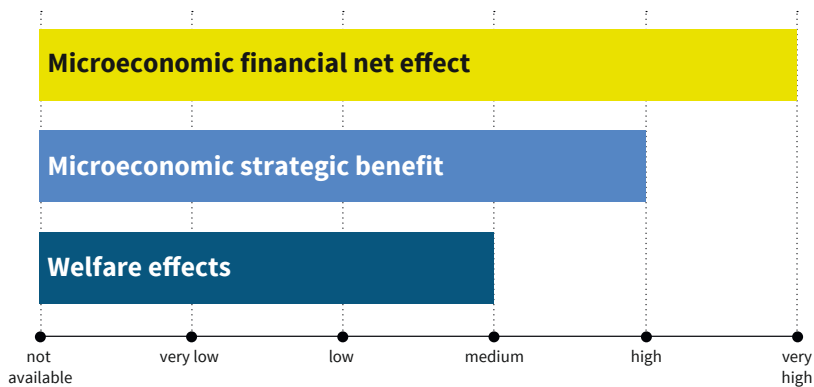 Microeconomic financial net effect
Microeconomic strategic benefit
Welfare effects
not available
very low
low
medium
high
very high